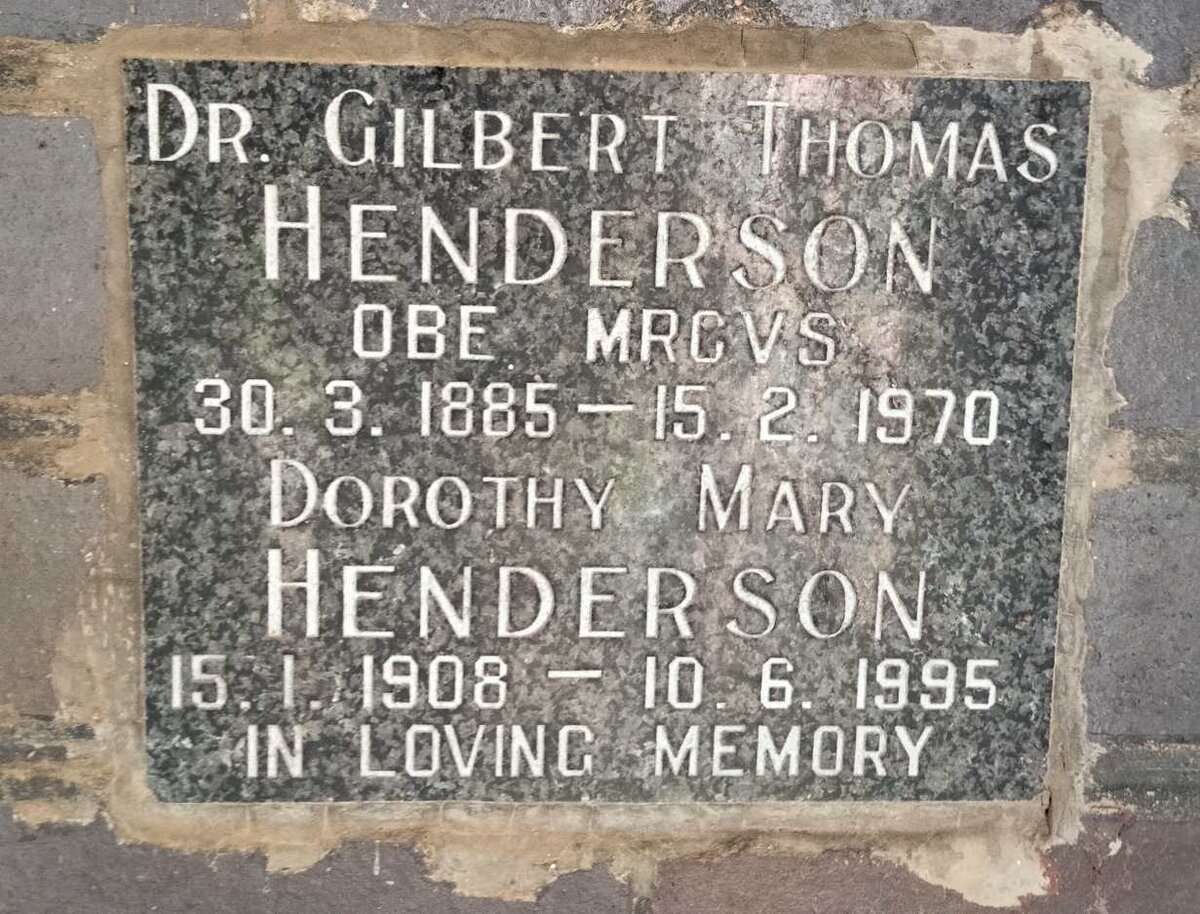 DR. GILBERT THOMAS
HENDERSON
OBE MRCVS
30. 3. 1885 – 15. 2. 1970
DOROTHY MARY
HENDERSON
15. 1. 1908 – 10. 6. 1995
IN LOVING MEMORY